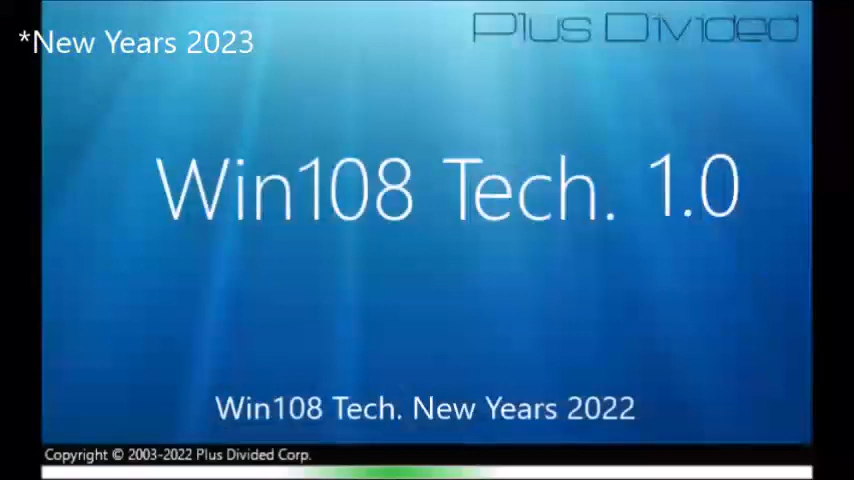 *New Years 2023
Plus Divided
Win108 Tech. 1.0
Win108 Tech. New Years 2022
Copyright © 2003-2022 Plus Divided Corp.